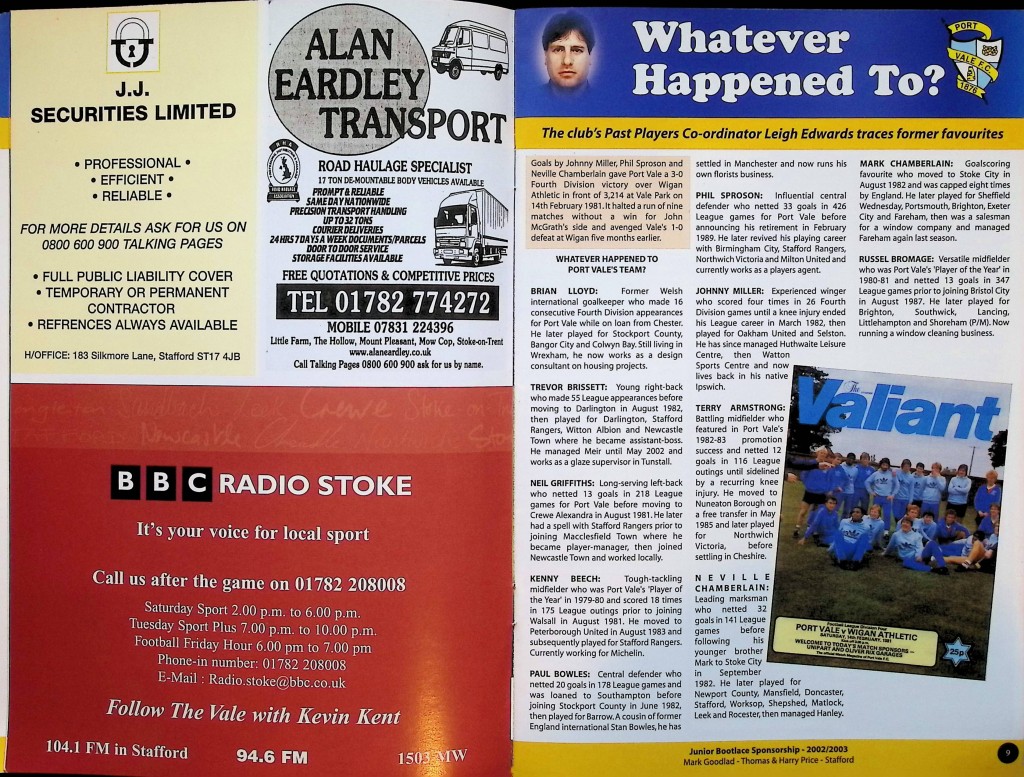 J.J.
SECURITIES LIMITED
• PROFESSIONAL •
• EFFICIENT •
• RELIABLE •
FOR MORE DETAILS ASK FOR US ON
0800 600 900 TALKING PAGES
• FULL PUBLIC LIABILITY COVER
• TEMPORARY OR PERMANENT
CONTRACTOR
• REFRENCES ALWAYS AVAILABLE
H/OFFICE: 183 Silkmore Lane, Stafford ST17 4JB
ALAN
EARDLEY
TRANSPORT
ROAD HAULAGE SPECIALIST
17 TON DE-MOUNTABLE BODY VEHICLES AVAILABLE
PROMPT & RELIABLE
SAME DAY NATIONWIDE
PRECISION TRANSPORT HANDLING
UP TO 32 TONS
COURIER DELIVERIES
24 HRS 7 DAYS A WEEK DOCUMENTS/PARCELS
DOOR TO DOOR SERVICE
STORAGE FACILITIES AVAILABLE
FREE QUOTATIONS & COMPETITIVE PRICES
TEL 01782 774272
MOBILE 07831 224396
Little Farm, The Hollow, Mount Pleasant, Mow Cop, Stoke-on-Trent
www.alaneardley.co.uk
Call Talking Pages 0800 600 900 ask for us by name.
Crewe
Newcastle
BBC RADIO STOKE
It's your voice for local sport
Call us after the game on 01782 208008
Saturday Sport 2.00 p.m. to 6.00 p.m.
Tuesday Sport Plus 7.00 p.m. to 10.00 p.m.
Football Friday Hour 6.00 pm to 7.00 pm
Phone-in number: 01782 208008
E-Mail : Radio.stoke@bbc.co.uk
Follow The Vale with Kevin Kent
104.1 FM in Stafford 94.6 FM 1503 MW
Whatever
Happened To?
PORT
VALE F.C.
1876
The club's Past Players Co-ordinator Leigh Edwards traces former favourites
Goals by Johnny Miller, Phil Sproson and
Neville Chamberlain gave Port Vale a 3-0
Fourth Division victory over Wigan
Athletic in front of 3,214 at Vale Park on
14th February 1981. It halted a run of nine
matches without a win for John
McGrath's side and avenged Vale's 1-0
defeat at Wigan five months earlier.
WHATEVER HAPPENED TO
PORT VALE'S TEAM?
BRIAN LLOYD: Former Welsh
international goalkeeper who made 16
consecutive Fourth Division appearances
for Port Vale while on loan from Chester.
He later played for Stockport County,
Bangor City and Colwyn Bay. Still living in
Wrexham, he now works as a design
consultant on housing projects.
TREVOR BRISSETT: Young right-back
who made 55 League appearances before
moving to Darlington in August 1982,
then played for Darlington, Stafford
Rangers, Witton Albion and Newcastle
Town where he became assistant-boss.
He managed Meir until May 2002 and
works as a glaze supervisor in Tunstall.
NEIL GRIFFITHS: Long-serving left-back
who netted 13 goals in 218 League
games for Port Vale before moving to
Crewe Alexandra in August 1981. He later
had a spell with Stafford Rangers prior to
joining Macclesfield Town where he
became player-manager, then joined
Newcastle Town and worked locally.
KENNY BEECH: Tough-tackling
midfielder who was Port Vale's 'Player of
the Year' in 1979-80 and scored 18 times
in 175 League outings prior to joining
Walsall in August 1981. He moved to
Peterborough United in August 1983 and
subsequently played for Stafford Rangers.
Currently working for Michelin.
PAUL BOWLES: Central defender who
netted 20 goals in 178 League games and
was loaned to Southampton before
joining Stockport County in June 1982,
then played for Barrow. A cousin of former
England international Stan Bowles, he has
settled in Manchester and now runs his
own florists business.
PHIL SPROSON: Influential central
defender who netted 33 goals in 426
League games for Port Vale before
announcing his retirement in February
1989. He later revived his playing career
with Birmingham City, Stafford Rangers,
Northwich Victoria and Milton United and
currently works as a players agent.
JOHNNY MILLER: Experienced winger
who scored four times in 26 Fourth
Division games until a knee injury ended
his League career in March 1982, then
played for Oakham United and Selston.
He has since managed Huthwaite Leisure
Centre, then Watton
Sports Centre and now
lives back in his native
Ipswich.
TERRY ARMSTRONG:
Battling midfielder who
featured in Port Vale's
1982-83 promotion
success and netted 12
goals in 116 League
outings until sidelined
by a recurring knee
injury. He moved to
Nuneaton Borough on
a free transfer in May
1985 and later played
for Northwich
Victoria, before
settling in Cheshire.
NEVILLE
CHAMBERLAIN:
Leading marksman
who netted 32
goals in 141 League
games before
following his
younger brother
Mark to Stoke City
in September
1982. He later played for
Newport County, Mansfield, Doncaster,
Stafford, Worksop, Shepshed, Matlock,
Leek and Rocester, then managed Hanley.
MARK CHAMBERLAIN: Goalscoring
favourite who moved to Stoke City in
August 1982 and was capped eight times
by England. He later played for Sheffield
Wednesday, Portsmouth, Brighton, Exeter
City and Fareham, then was a salesman
for a window company and managed
Fareham again last season.
RUSSEL BROMAGE: Versatile midfielder
who was Port Vale's 'Player of the Year' in
1980-81 and netted 13 goals in 347
League games prior to joining Bristol City
in August 1987. He later played for
Brighton, Southwick, Lancing,
Littlehampton and Shoreham (P/M). Now
running a window cleaning business.
The
Valiant
Football League Division Four
PORT VALE v WIGAN ATHLETIC
SATURDAY, 14th FEBRUARY, 1981
WELCOME TO TODAY'S MATCH SPONSORS —
UNIPART AND OLIVER RIX GARAGES
25p
Junior Bootlace Sponsorship - 2002/2003
Mark Goodlad - Thomas & Harry Price - Stafford
9